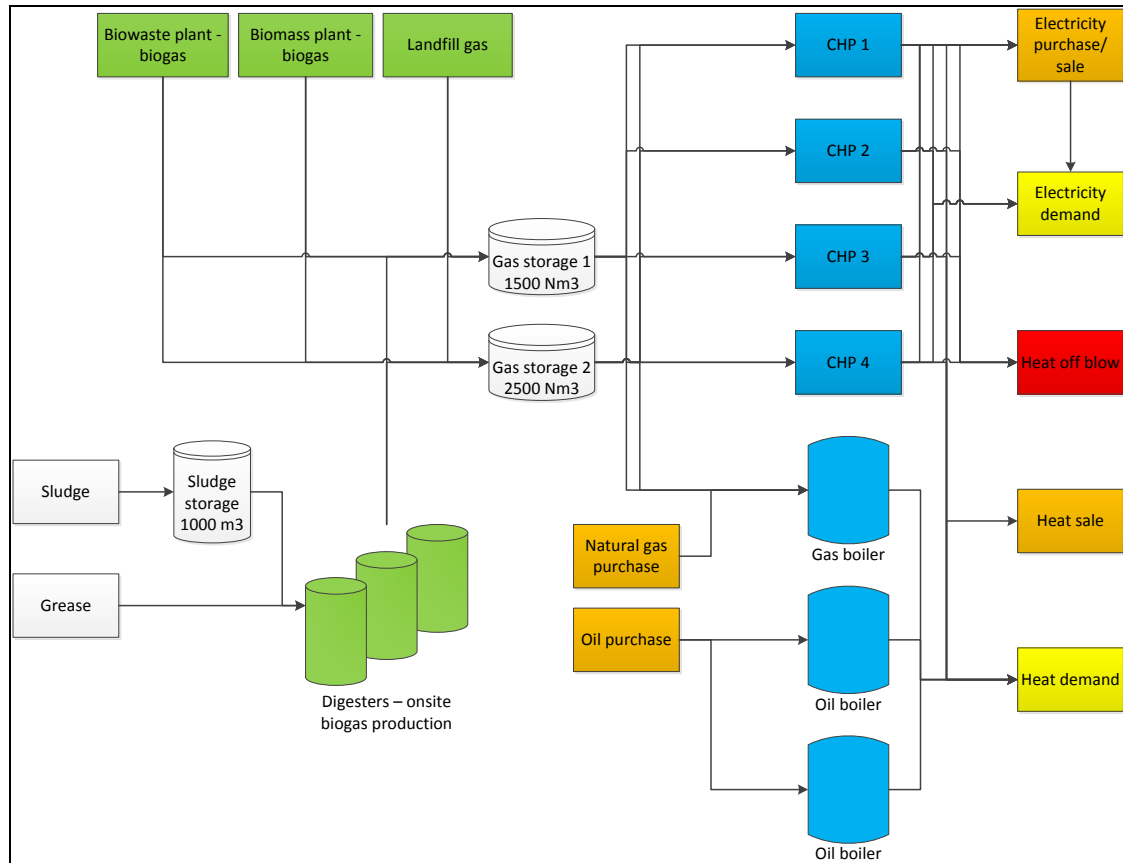 Biowaste plant -
biogas
Biomass plant -
biogas
Landfill gas
CHP 1
Electricity
purchase/
sale
CHP 2
Electricity
demand
Gas storage 1
1500 Nm3
CHP 3
Gas storage 2
2500 Nm3
CHP 4
Heat off blow
Sludge
Sludge
storage
1000 m3
Natural gas
purchase
Gas boiler
Heat sale
Grease
Oil purchase
Oil boiler
Heat demand
Digesters – onsite
biogas production
Oil boiler